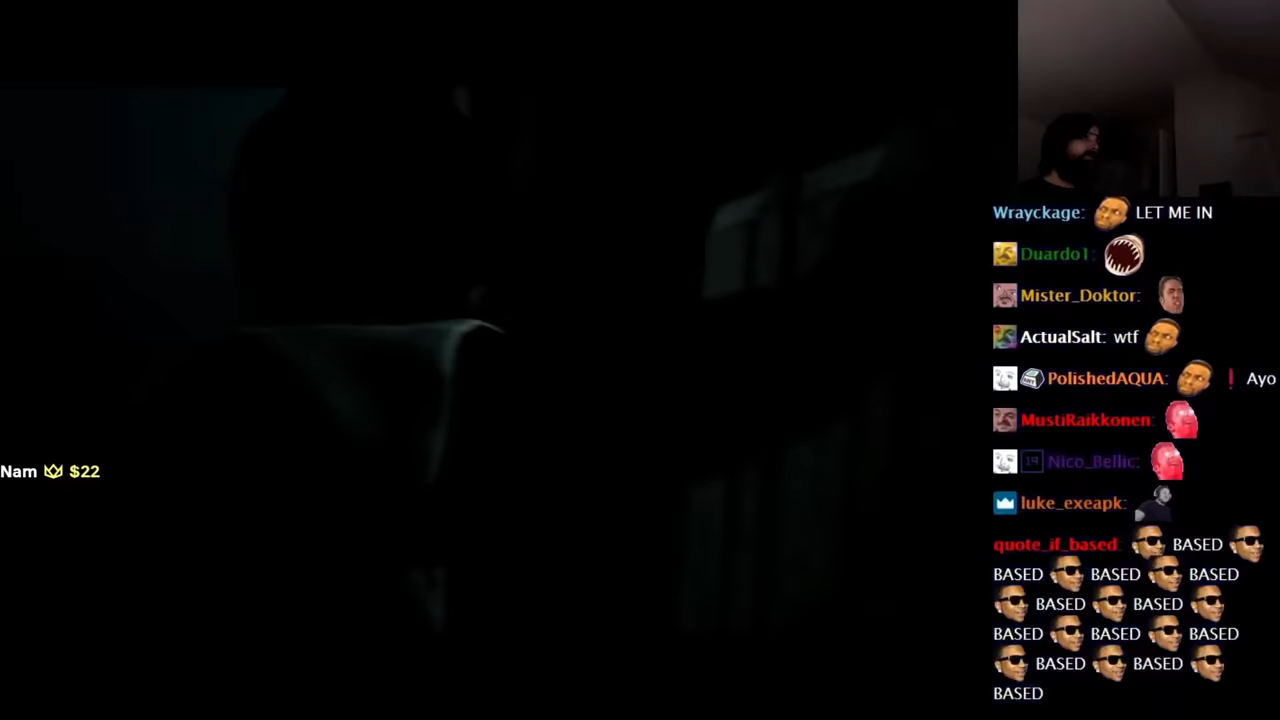 Wrayckage: LET ME IN
Duardo1:
Mister_Doktor:
ActualSalt: wtf
PolishedAQUA: Ayo
MustiRaikkonen:
19 Nico_Bellic:
Nam $22
luke_exeapk:
quote_if_based BASED
BASED BASED BASED
BASED BASED
BASED BASED BASED
BASED BASED
BASED